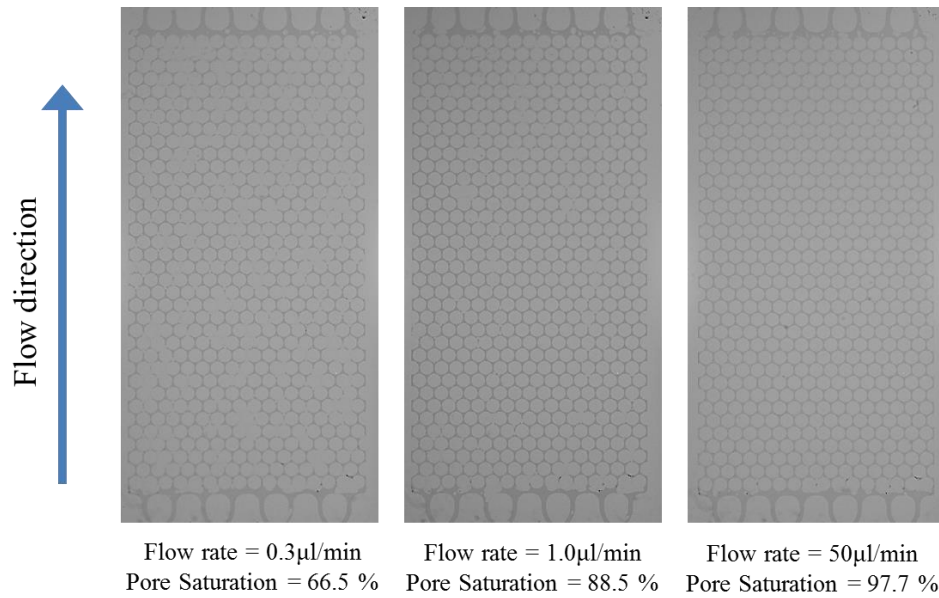 Flow direction
Flow rate = 0.3μl/min
Pore Saturation = 66.5 %
Flow rate = 1.0μl/min
Pore Saturation = 88.5 %
Flow rate = 50μl/min
Pore Saturation = 97.7 %